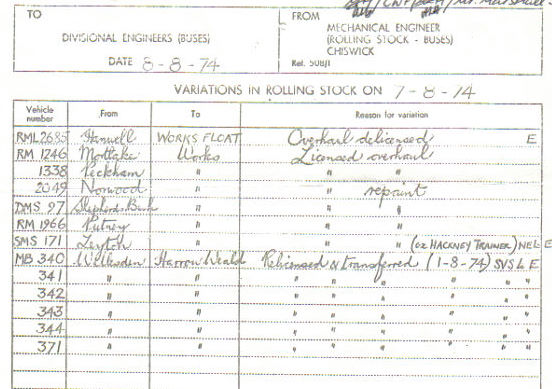 TO
DIVISIONAL ENGINEERS (BUSES)
DATE 8-8-74
FROM
MECHANICAL ENGINEER
(ROLLING STOCK - BUSES)
CHISWICK
Ref. 508/1
VARIATIONS IN ROLLING STOCK ON 7-8-74
Vehicle number From To Reason for variation
RML2685 Hanwell WORKS FLOAT Overhaul delicensed E
RM 1246 Mortlake Works Licensed overhaul
1338 Peckham " " "
2049 Norwood " " repaint
DMS 97 Shepherds Bush " " "
RM 1966 Putney " " "
SMS 171 Leyton " " " (oz HACKNEY TRAINER) NEL E
MB 340 Willesden Harrow Weald Relicensed & transferred (1-8-74) SVS L E
341 " " " " " " " " "
342 " " " " " " " " "
343 " " " " " " " " "
344 " " " " " " " " "
371 " " " " " " " " "